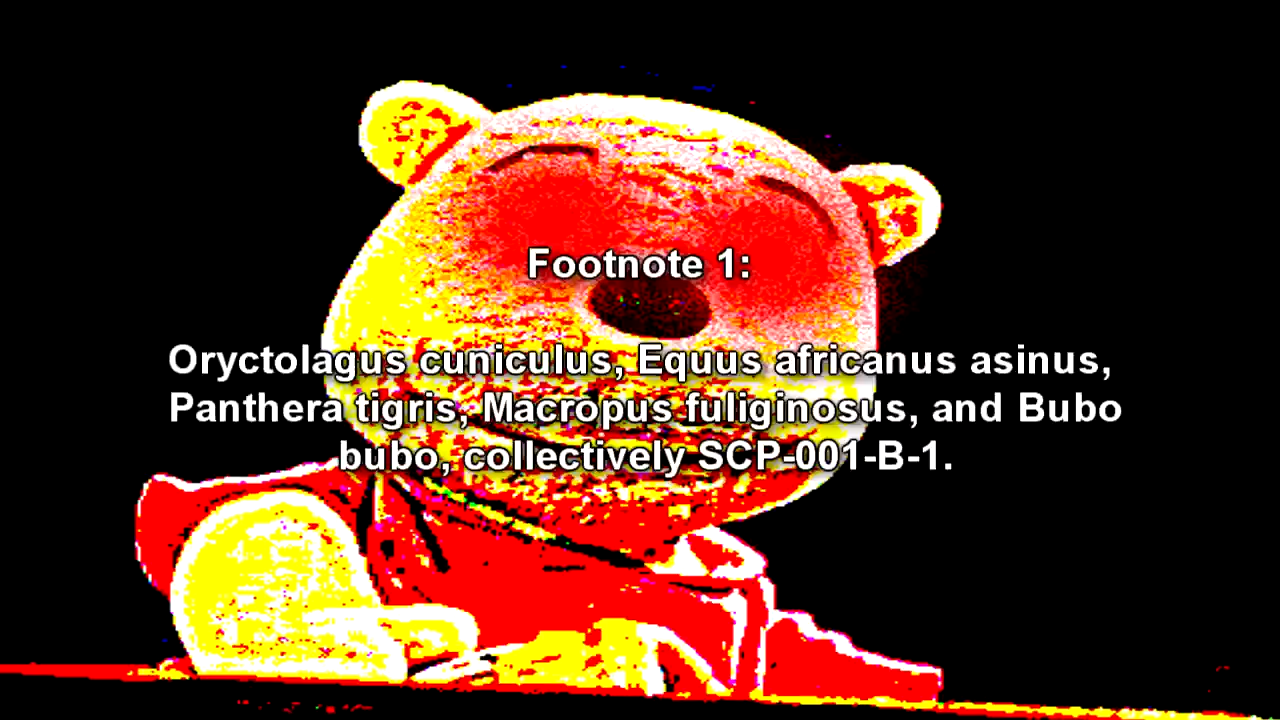 Footnote 1:
Oryctolagus cuniculus, Equus africanus asinus,
Panthera tigris, Macropus fuliginosus, and Bubo
bubo, collectively SCP-001-B-1.